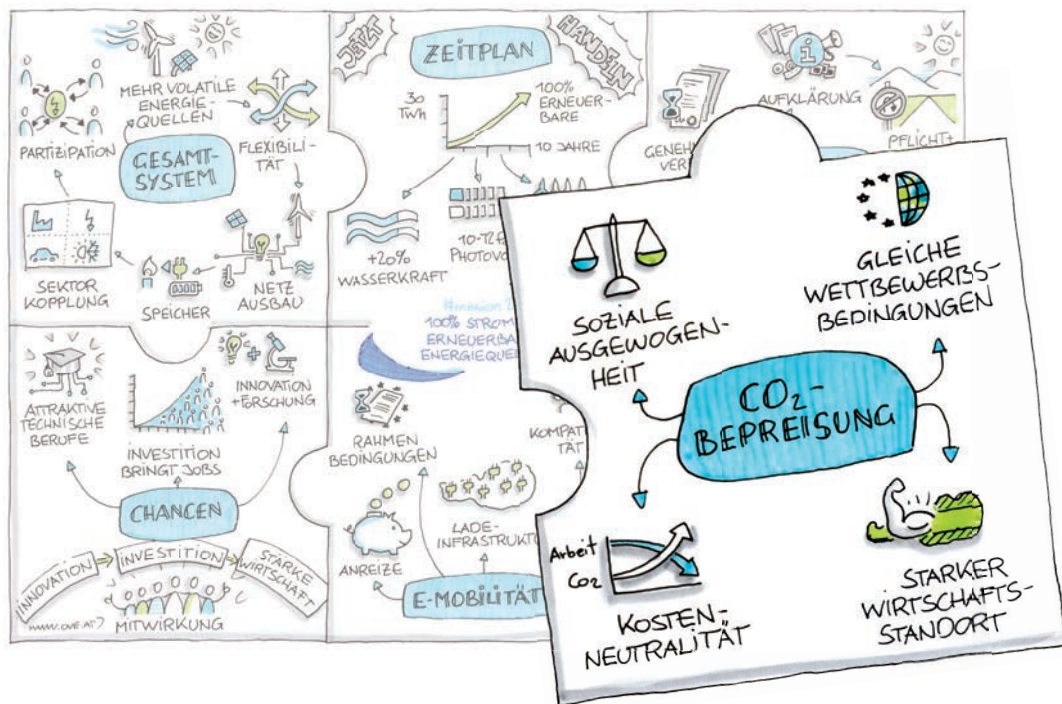 MEHR VOLATILE
ENERGIE-
QUELLEN
PARTIZIPATION
GESAMT-
SYSTEM
FLEXIBILI-
TÄT
SEKTOR
KOPPLUNG
SPEICHER
NETZ
AUSBAU
JETZT
ZEITPLAN
HANDELN
30
TWh
100%
ERNEUER-
BARE
10 JAHRE
+20%
WASSERKRAFT
i
AUFKLÄRUNG
PFLICHT+
100% STROM
ATTRAKTIVE
TECHNISCHE
BERUFE
INVESTITION
BRINGT JOBS
INNOVATION
+FORSCHUNG
CHANCEN
INNOVATION
INVESTITION
STARKE
WIRTSCHAFT
MITWIRKUNG
www.ove.at
RAHMEN
BEDINGUNGEN
ANREIZE
LADE-
E-MOBILITÄT
SOZIALE
AUSGEWOGEN-
HEIT
GLEICHE
WETTBEWERBS-
BEDINGUNGEN
CO2-
BEPREISUNG
Arbeit
CO2
KOSTEN-
NEUTRALITÄT
STARKER
WIRTSCHAFTS-
STANDORT